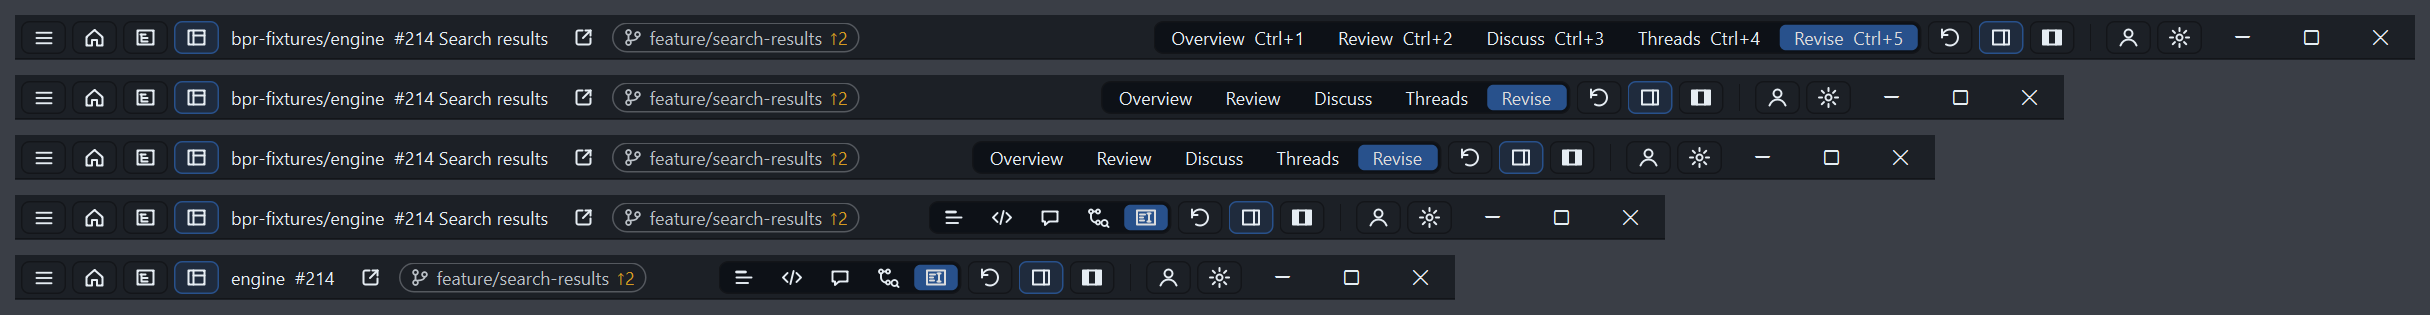 bpr-fixtures/engine #214 Search results feature/search-results ↑2 Overview Ctrl+1 Review Ctrl+2 Discuss Ctrl+3 Threads Ctrl+4 Revise Ctrl+5
bpr-fixtures/engine #214 Search results feature/search-results ↑2 Overview Review Discuss Threads Revise
bpr-fixtures/engine #214 Search results feature/search-results ↑2 Overview Review Discuss Threads Revise
bpr-fixtures/engine #214 Search results feature/search-results ↑2
engine #214 feature/search-results ↑2